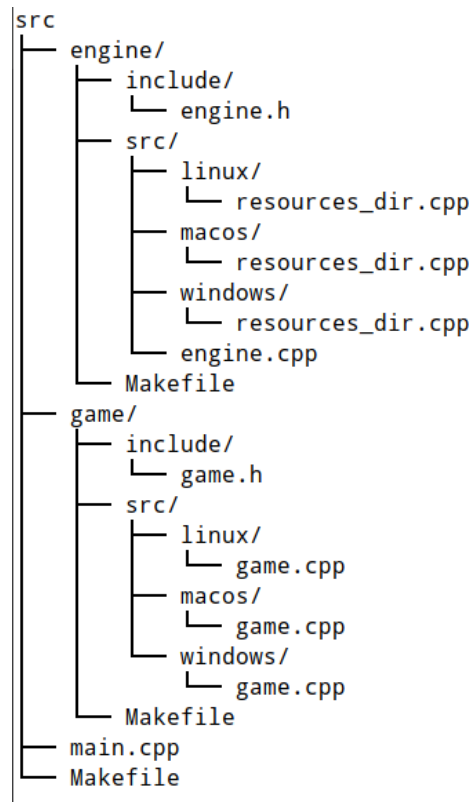 src
engine/
include/
engine.h
src/
linux/
resources_dir.cpp
macos/
resources_dir.cpp
windows/
resources_dir.cpp
engine.cpp
Makefile
game/
include/
game.h
src/
linux/
game.cpp
macos/
game.cpp
windows/
game.cpp
Makefile
main.cpp
Makefile